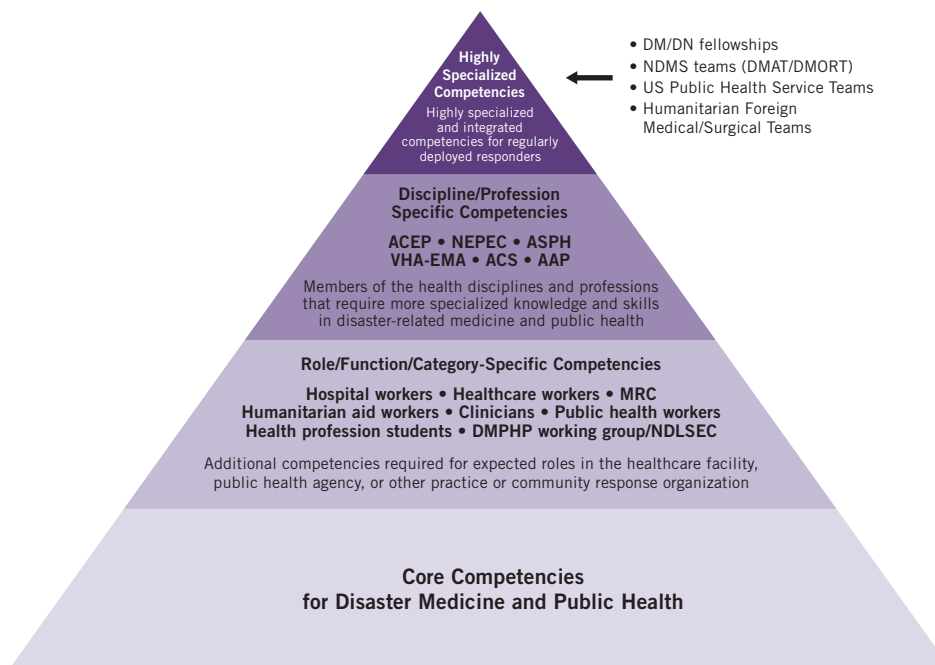 Highly
Specialized
Competencies
Highly specialized
and integrated
competencies for regularly
deployed responders
• DM/DN fellowships
• NDMS teams (DMAT/DMORT)
• US Public Health Service Teams
• Humanitarian Foreign
Medical/Surgical Teams
Discipline/Profession
Specific Competencies
ACEP • NEPEC • ASPH
VHA-EMA • ACS • AAP
Members of the health disciplines and professions
that require more specialized knowledge and skills
in disaster-related medicine and public health
Role/Function/Category-Specific Competencies
Hospital workers • Healthcare workers • MRC
Humanitarian aid workers • Clinicians • Public health workers
Health profession students • DMPHP working group/NDLSEC
Additional competencies required for expected roles in the healthcare facility,
public health agency, or other practice or community response organization
Core Competencies
for Disaster Medicine and Public Health